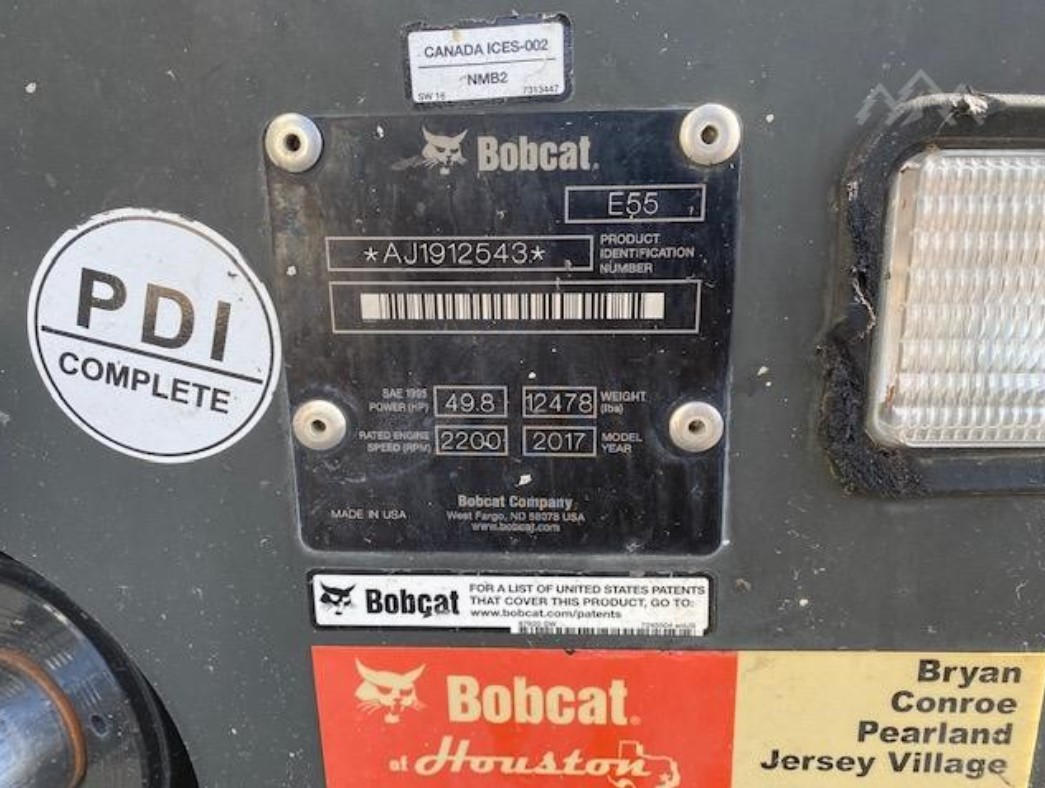 CANADA ICES-002
NMB2
SW 16 7313447
Bobcat.
E55
*AJ1912543*
PRODUCT
IDENTIFICATION
NUMBER
PDI
COMPLETE
SAE 1995
POWER (HP)
49.8
12478
WEIGHT
(lbs)
RATED ENGINE
SPEED (RPM)
2200
2017
MODEL
YEAR
MADE IN USA
Bobcat Company
West Fargo, ND 58078 USA
www.bobcat.com
Bobcat
FOR A LIST OF UNITED STATES PATENTS
THAT COVER THIS PRODUCT, GO TO:
www.bobcat.com/patents
Bobcat.
of Houston
Bryan
Conroe
Pearland
Jersey Village